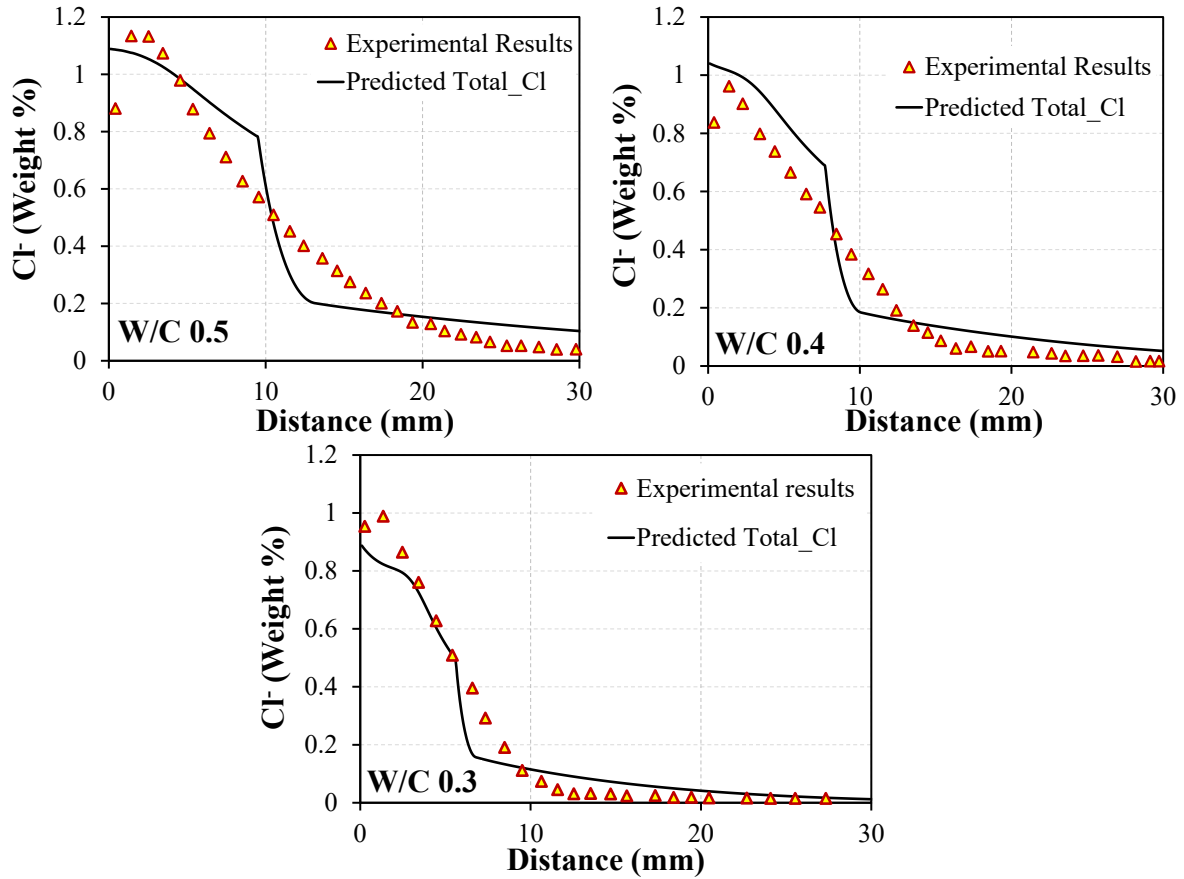 1.2
1
0.8
0.6
0.4
0.2
0
Cl- (Weight %)
Experimental Results
Predicted Total_Cl
W/C 0.5
0 10 20 30
Distance (mm)
1.2
1
0.8
0.6
0.4
0.2
0
Cl- (Weight %)
Experimental Results
Predicted Total_Cl
W/C 0.4
0 10 20 30
Distance (mm)
1.2
1
0.8
0.6
0.4
0.2
0
Cl- (Weight %)
Experimental results
Predicted Total_Cl
W/C 0.3
0 10 20 30
Distance (mm)